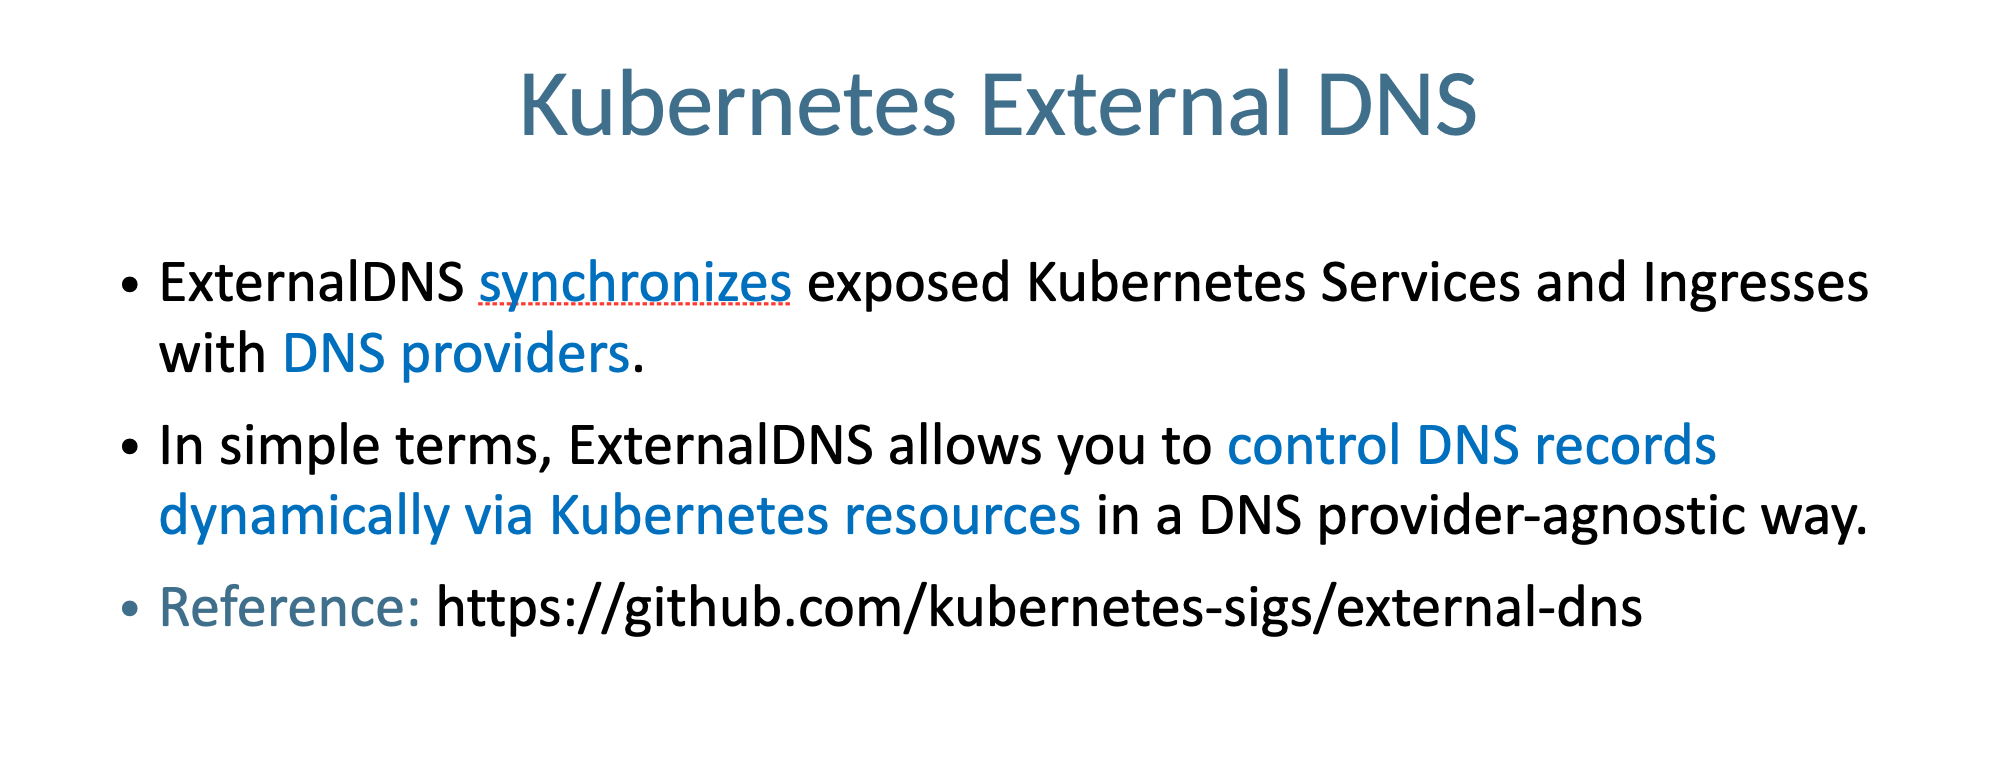 Kubernetes External DNS
• ExternalDNS synchronizes exposed Kubernetes Services and Ingresses
with DNS providers.
• In simple terms, ExternalDNS allows you to control DNS records
dynamically via Kubernetes resources in a DNS provider-agnostic way.
• Reference: https://github.com/kubernetes-sigs/external-dns